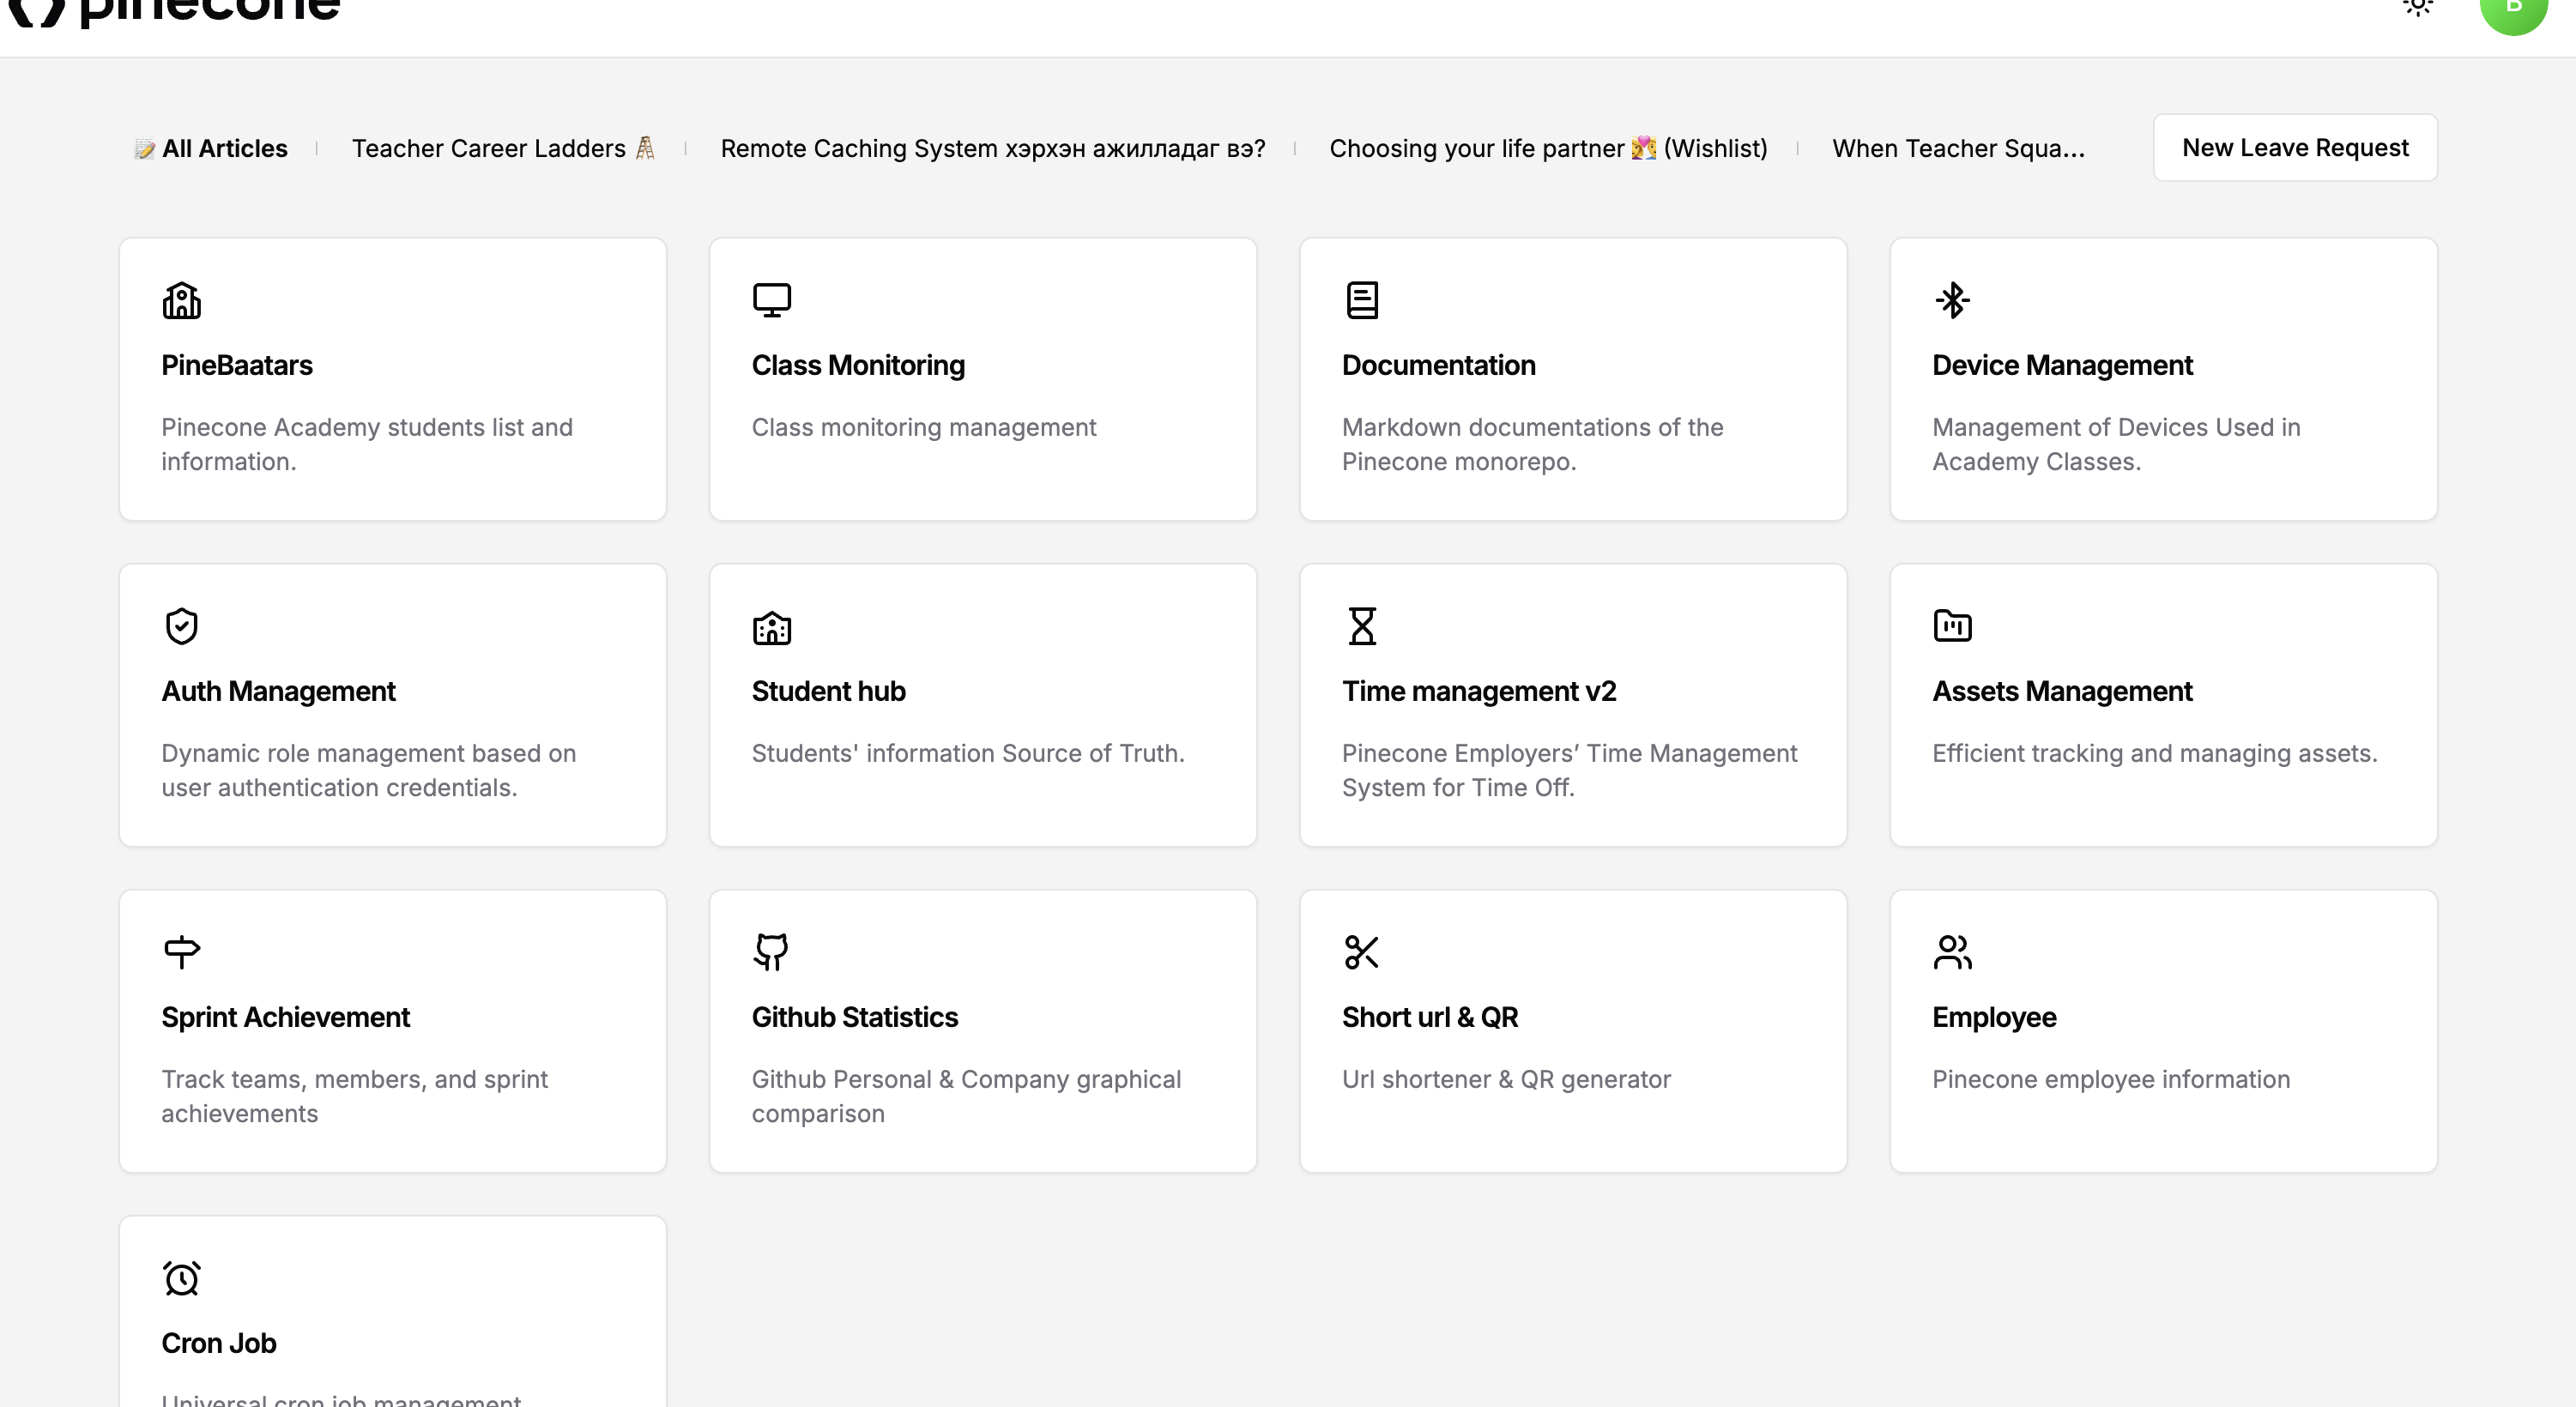 pinecone
B
📝 All Articles
Teacher Career Ladders 🪜
Remote Caching System хэрхэн ажилладаг вэ?
Choosing your life partner 💏 (Wishlist)
When Teacher Squa...
New Leave Request
PineBaatars
Pinecone Academy students list and
information.
Class Monitoring
Class monitoring management
Documentation
Markdown documentations of the
Pinecone monorepo.
Device Management
Management of Devices Used in
Academy Classes.
Auth Management
Dynamic role management based on
user authentication credentials.
Student hub
Students' information Source of Truth.
Time management v2
Pinecone Employers’ Time Management
System for Time Off.
Assets Management
Efficient tracking and managing assets.
Sprint Achievement
Track teams, members, and sprint
achievements
Github Statistics
Github Personal & Company graphical
comparison
Short url & QR
Url shortener & QR generator
Employee
Pinecone employee information
Cron Job
Universal cron job management